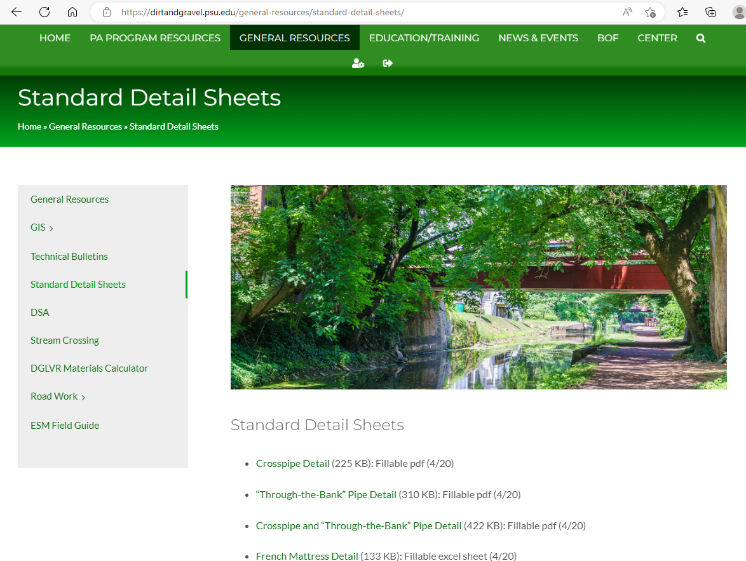 https://dirtandgravel.psu.edu/general-resources/standard-detail-sheets/
HOME PA PROGRAM RESOURCES GENERAL RESOURCES EDUCATION/TRAINING NEWS & EVENTS BOF CENTER
Standard Detail Sheets
Home » General Resources » Standard Detail Sheets
General Resources
GIS >
Technical Bulletins
Standard Detail Sheets
DSA
Stream Crossing
DGLVR Materials Calculator
Road Work >
ESM Field Guide
Standard Detail Sheets
• Crosspipe Detail (225 KB): Fillable pdf (4/20)
• “Through-the-Bank” Pipe Detail (310 KB): Fillable pdf (4/20)
• Crosspipe and “Through-the-Bank” Pipe Detail (422 KB): Fillable pdf (4/20)
• French Mattress Detail (133 KB): Fillable excel sheet (4/20)